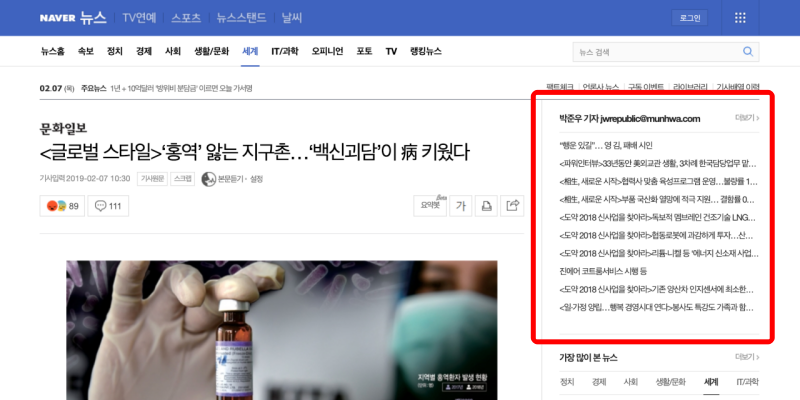 NAVER 뉴스 TV연예 스포츠 뉴스스탠드 날씨 로그인
뉴스홈 속보 정치 경제 사회 생활/문화 세계 IT/과학 오피니언 포토 TV 랭킹뉴스 뉴스 검색
02.07 (목) 주요뉴스 1년 + 10억달러 '방위비 분담금' 이르면 오늘 가서명 팩트체크 언론사 뉴스 구독 이벤트 라이브러리 기사배열 이력
문화일보
<글로벌 스타일>‘홍역’ 앓는 지구촌…‘백신괴담’이 病 키웠다
기사입력 2019-02-07 10:30 기사원문 스크랩 본문듣기 · 설정
89 111 요약봇 beta 가
지역별 홍역환자 발생 현황
박준우 기자 jwrepublic@munhwa.com 더보기
“행운 있길”… 영 김, 패배 시인
<파워인터뷰>33년동안 美외교관 생활, 3차례 한국담당업무 맡…
<相生, 새로운 시작>협력사 맞춤 육성프로그램 운영…불량률 1…
<相生, 새로운 시작>부품 국산화 열망에 적극 지원… 결함률 0…
<도약 2018 신사업을 찾아라>독보적 멤브레인 건조기술 LNG…
<도약 2018 신사업을 찾아라>협동로봇에 과감하게 투자…산…
<도약 2018 신사업을 찾아라>리튬·니켈 등 ‘에너지 신소재 사업…
진에어 코트룸서비스 시행 등
<도약 2018 신사업을 찾아라>기존 양산차 인지센서에 최소한…
<일·가정 양립…행복 경영시대 연다>봉사도 특강도 가족과 함…
가장 많이 본 뉴스 더보기
정치 경제 사회 생활/문화 세계 IT/과학